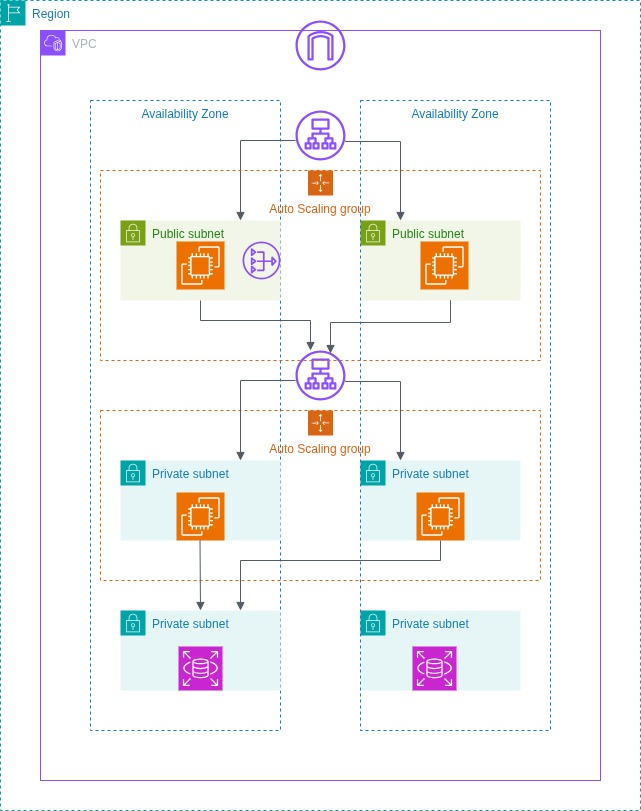 Region
VPC
Availability Zone
Availability Zone
Auto Scaling group
Public subnet
Public subnet
Auto Scaling group
Private subnet
Private subnet
Private subnet
Private subnet